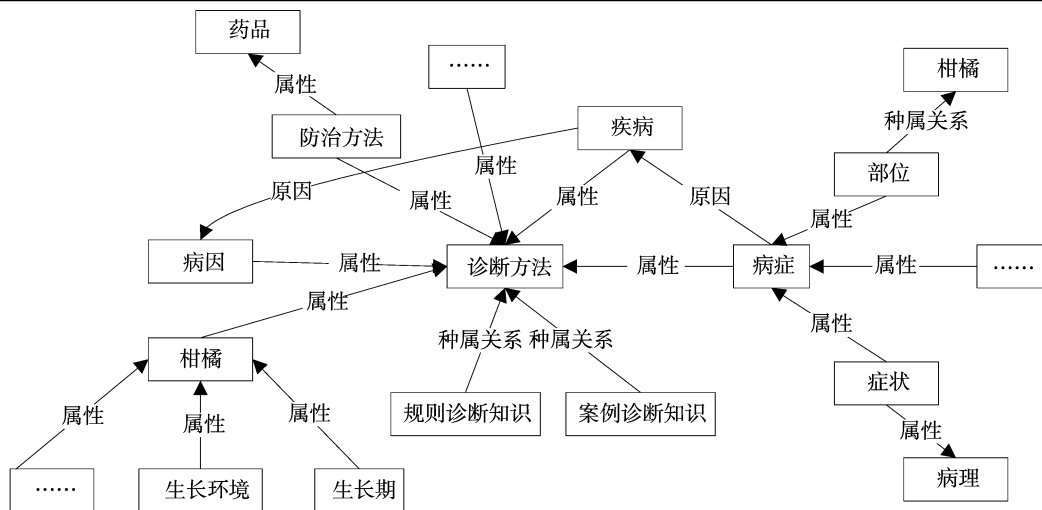 药品
……
柑橘
属性
种属关系
疾病
防治方法
属性
部位
原因
属性
属性
原因
属性
病因
属性
诊断方法
属性
病症
属性
……
属性
种属关系
种属关系
属性
柑橘
症状
属性
属性
属性
规则诊断知识
案例诊断知识
属性
……
生长环境
生长期
病理